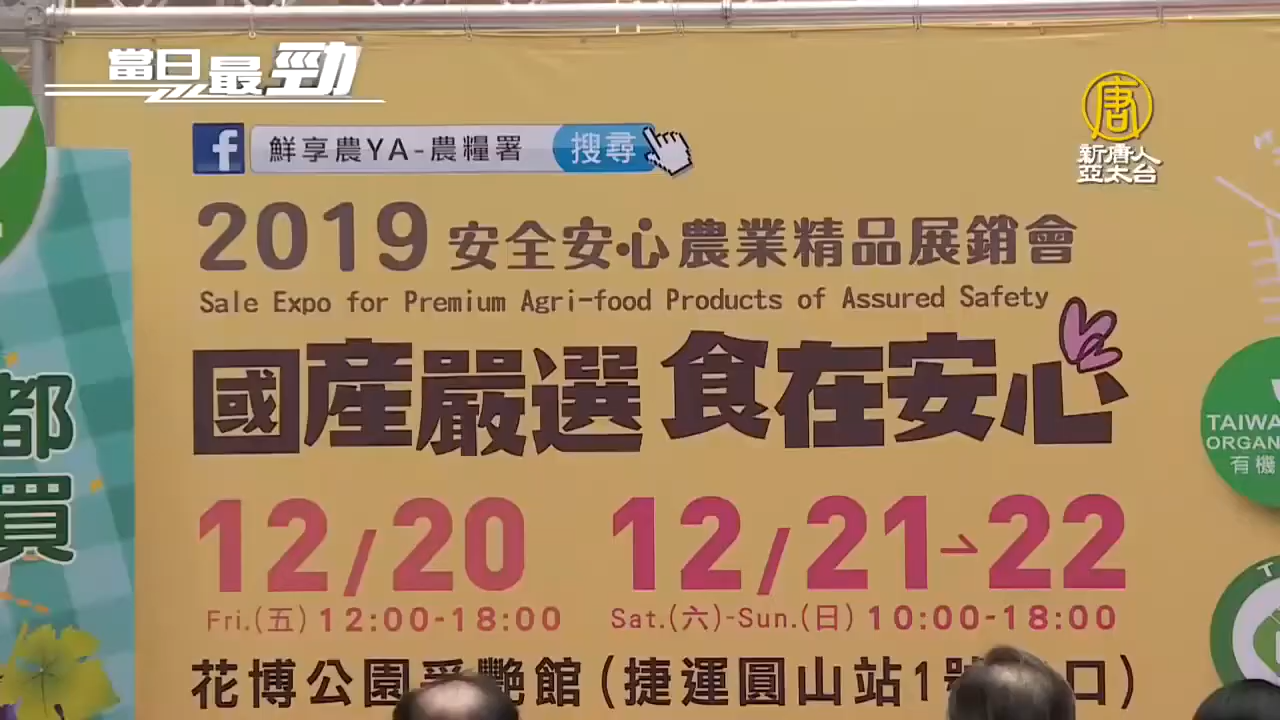 當日最勁
唐
新唐人
亞太台
f
鮮享農YA-農糧署 搜尋
2019 安全安心農業精品展銷會
Sale Expo for Premium Agri-food Products of Assured Safety
國產嚴選 食在安心
12/20 12/21→22
Fri.(五)12:00-18:00 Sat.(六)-Sun.(日)10:00-18:00
花博公園爭艷館(捷運圓山站1號 口)
都
買
TAIWA
ORGAN
有機